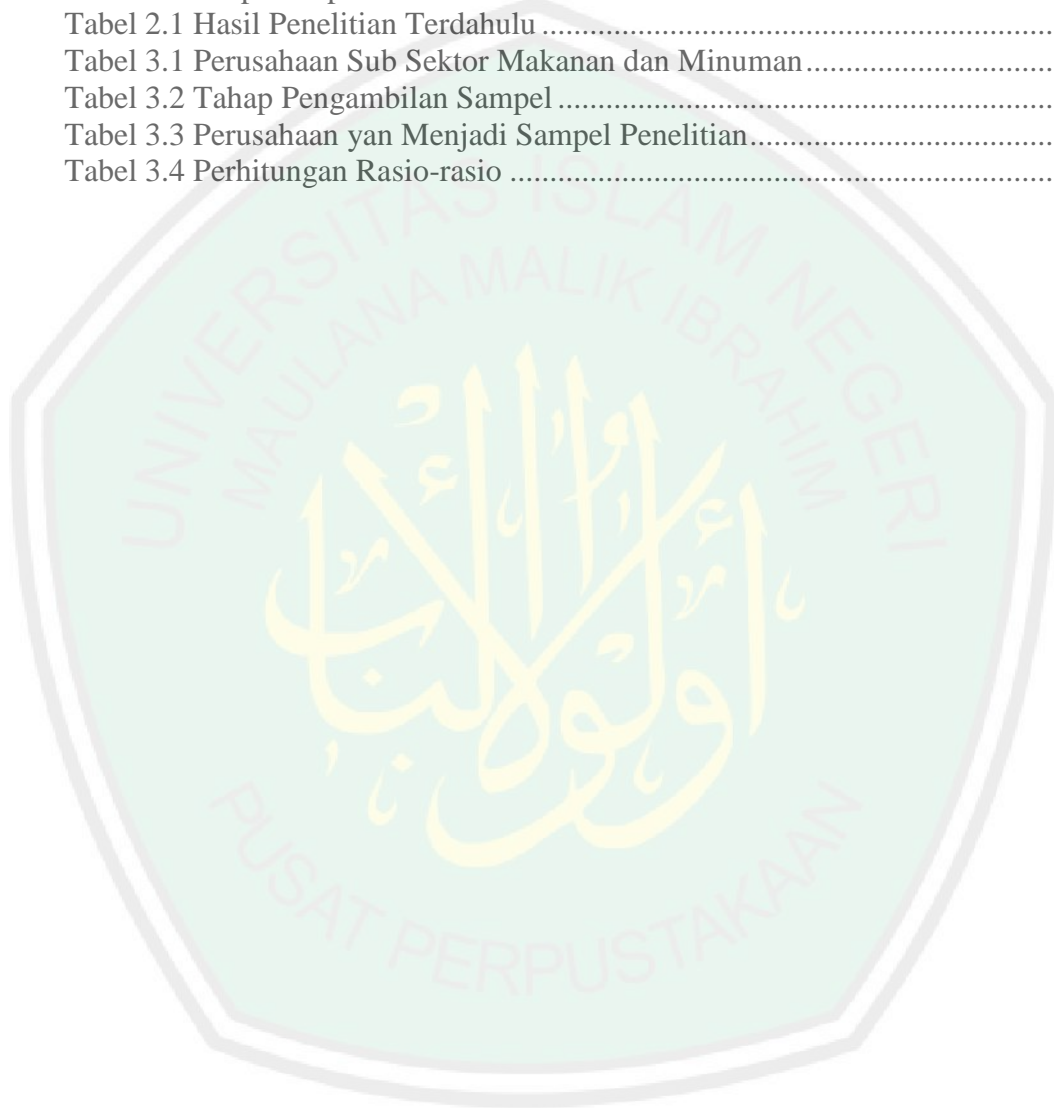 Tabel 2.1 Hasil Penelitian Terdahulu ........................................................................
Tabel 3.1 Perusahaan Sub Sektor Makanan dan Minuman...................................
Tabel 3.2 Tahap Pengambilan Sampel .....................................................................
Tabel 3.3 Perusahaan yan Menjadi Sampel Penelitian...........................................
Tabel 3.4 Perhitungan Rasio-rasio ............................................................................
UNIVERSITAS ISLAM NEGERI
MAULANA MALIK IBRAHIM
أولوا الألباب
PUSAT PERPUSTAKAAN